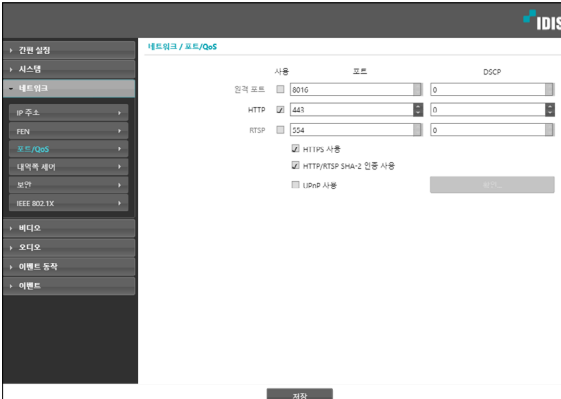 IDIS
네트워크 / 포트/QoS
간편 설정
시스템
네트워크
IP 주소
FEN
포트/QoS
대역폭 제어
보안
IEEE 802.1X
비디오
오디오
이벤트 동작
이벤트
사용 포트 DSCP
원격 포트 8016 0
HTTP 443 0
RTSP 554 0
HTTPS 사용
HTTP/RTSP SHA-2 인증 사용
UPnP 사용
저장